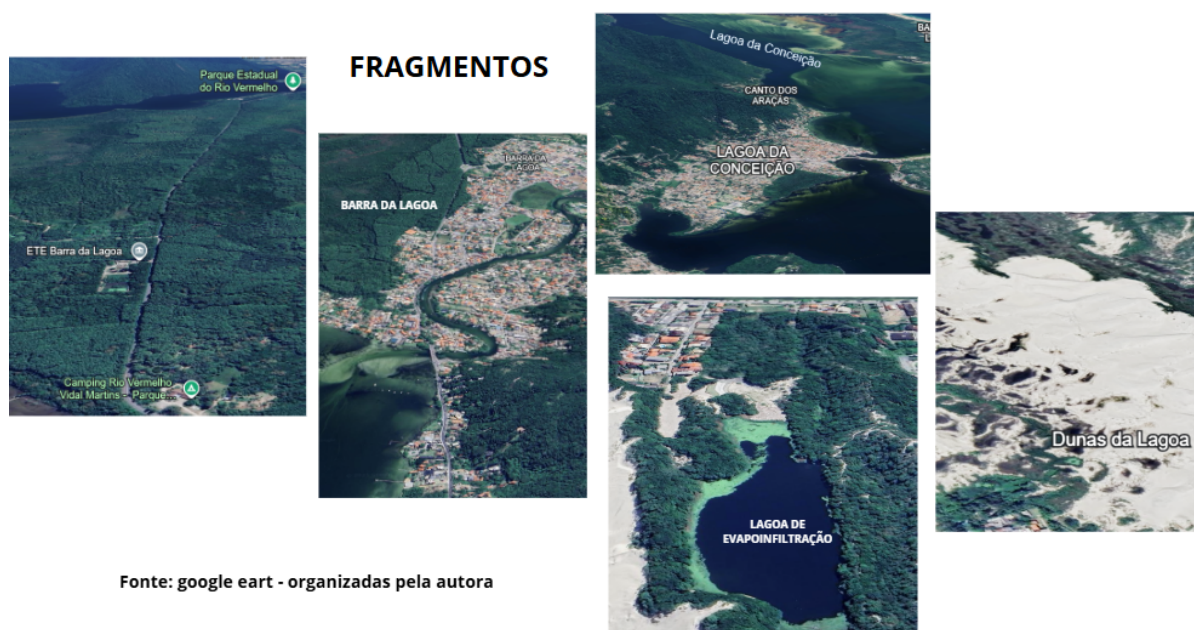 FRAGMENTOS
Parque Estadual
do Rio Vermelho
ETE Barra da Lagoa
Camping Rio Vermelho
Vidal Martins - Parque...
BARRA DA
LAGOA
BARRA DA LAGOA
Lagoa da Conceição
BA
CANTO DOS
ARAÇÁS
LAGOA DA
CONCEIÇÃO
LAGOA DE
EVAPOINFILTRAÇÃO
Dunas da Lagoa
Fonte: google eart - organizadas pela autora